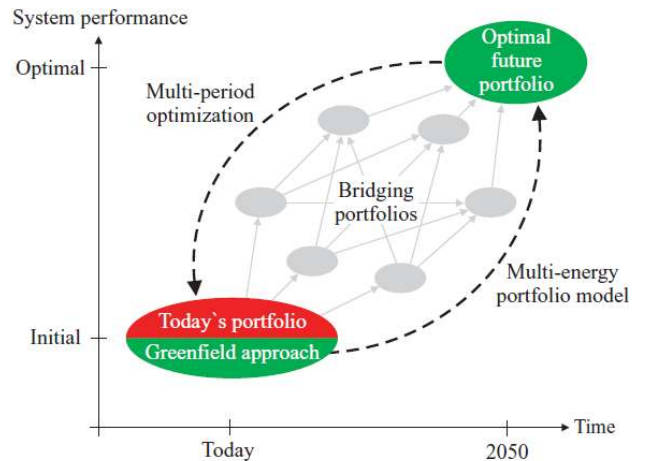 System performance
Optimal
Optimal
future
portfolio
Multi-period
optimization
Bridging
portfolios
Multi-energy
portfolio model
Today`s portfolio
Initial
Greenfield approach
Time
Today
2050